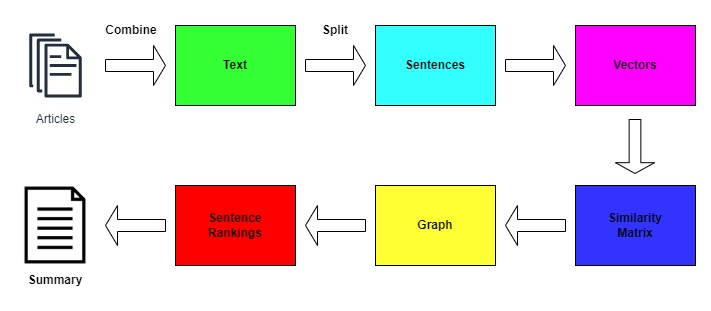 Combine
Split
Text
Sentences
Vectors
Articles
Sentence
Rankings
Graph
Similarity
Matrix
Summary